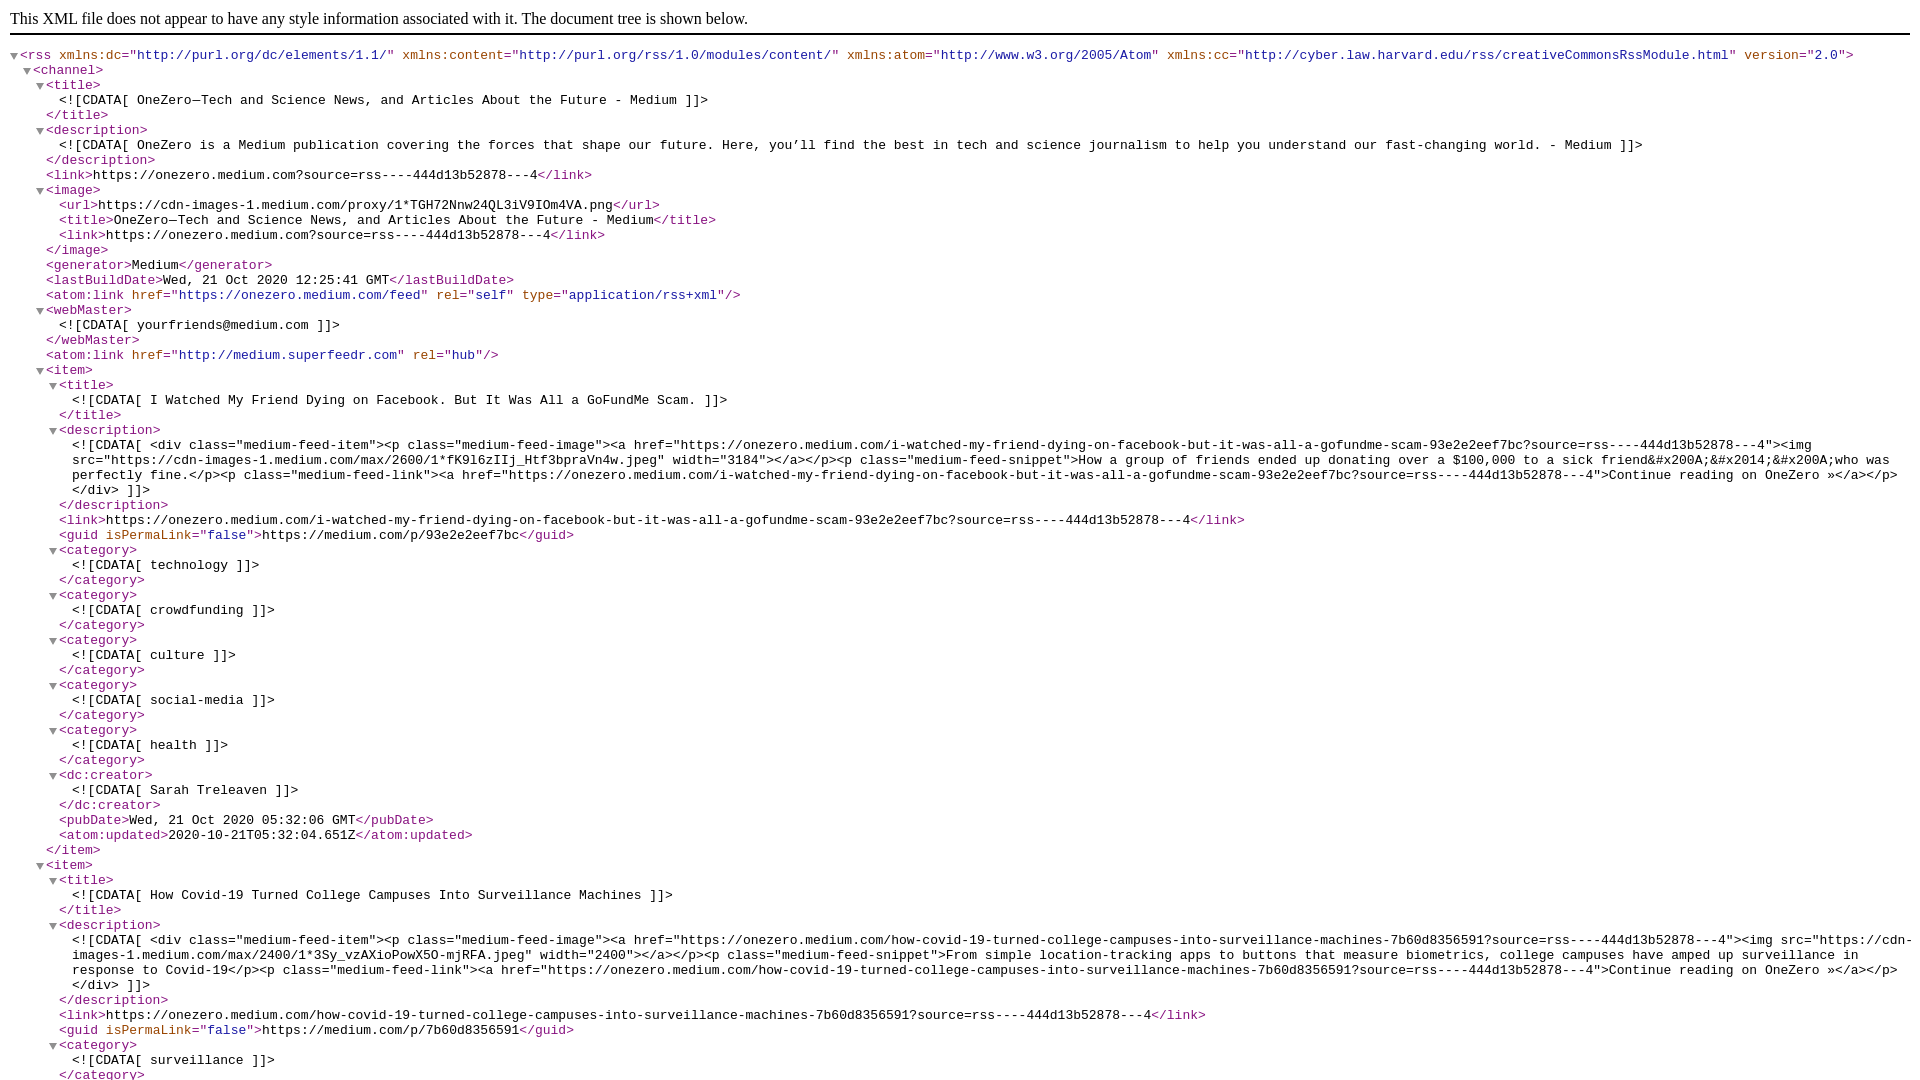 This XML file does not appear to have any style information associated with it. The document tree is shown below.
<rss xmlns:dc="http://purl.org/dc/elements/1.1/" xmlns:content="http://purl.org/rss/1.0/modules/content/" xmlns:atom="http://www.w3.org/2005/Atom" xmlns:cc="http://cyber.law.harvard.edu/rss/creativeCommonsRssModule.html" version="2.0">
<channel>
<title>
<![CDATA[ OneZero—Tech and Science News, and Articles About the Future - Medium ]]>
</title>
<description>
<![CDATA[ OneZero is a Medium publication covering the forces that shape our future. Here, you’ll find the best in tech and science journalism to help you understand our fast-changing world. - Medium ]]>
</description>
<link>https://onezero.medium.com?source=rss----444d13b52878---4</link>
<image>
<url>https://cdn-images-1.medium.com/proxy/1*TGH72Nnw24QL3iV9IOm4VA.png</url>
<title>OneZero—Tech and Science News, and Articles About the Future - Medium</title>
<link>https://onezero.medium.com?source=rss----444d13b52878---4</link>
</image>
<generator>Medium</generator>
<lastBuildDate>Wed, 21 Oct 2020 12:25:41 GMT</lastBuildDate>
<atom:link href="https://onezero.medium.com/feed" rel="self" type="application/rss+xml"/>
<webMaster>
<![CDATA[ yourfriends@medium.com ]]>
</webMaster>
<atom:link href="http://medium.superfeedr.com" rel="hub"/>
<item>
<title>
<![CDATA[ I Watched My Friend Dying on Facebook. But It Was All a GoFundMe Scam. ]]>
</title>
<description>
<![CDATA[ <div class="medium-feed-item"><p class="medium-feed-image"><a href="https://onezero.medium.com/i-watched-my-friend-dying-on-facebook-but-it-was-all-a-gofundme-scam-93e2e2eef7bc?source=rss----444d13b52878---4"><img
src="https://cdn-images-1.medium.com/max/2600/1*fK9l6zIIj_Htf3bpraVn4w.jpeg" width="3184"></a></p><p class="medium-feed-snippet">How a group of friends ended up donating over a $100,000 to a sick friend&#x200A;&#x2014;&#x200A;who was
perfectly fine.</p><p class="medium-feed-link"><a href="https://onezero.medium.com/i-watched-my-friend-dying-on-facebook-but-it-was-all-a-gofundme-scam-93e2e2eef7bc?source=rss----444d13b52878---4">Continue reading on OneZero »</a></p>
</div> ]]>
</description>
<link>https://onezero.medium.com/i-watched-my-friend-dying-on-facebook-but-it-was-all-a-gofundme-scam-93e2e2eef7bc?source=rss----444d13b52878---4</link>
<guid isPermaLink="false">https://medium.com/p/93e2e2eef7bc</guid>
<category>
<![CDATA[ technology ]]>
</category>
<category>
<![CDATA[ crowdfunding ]]>
</category>
<category>
<![CDATA[ culture ]]>
</category>
<category>
<![CDATA[ social-media ]]>
</category>
<category>
<![CDATA[ health ]]>
</category>
<dc:creator>
<![CDATA[ Sarah Treleaven ]]>
</dc:creator>
<pubDate>Wed, 21 Oct 2020 05:32:06 GMT</pubDate>
<atom:updated>2020-10-21T05:32:04.651Z</atom:updated>
</item>
<item>
<title>
<![CDATA[ How Covid-19 Turned College Campuses Into Surveillance Machines ]]>
</title>
<description>
<![CDATA[ <div class="medium-feed-item"><p class="medium-feed-image"><a href="https://onezero.medium.com/how-covid-19-turned-college-campuses-into-surveillance-machines-7b60d8356591?source=rss----444d13b52878---4"><img src="https://cdn-
images-1.medium.com/max/2400/1*3Sy_vzAXioPowX5O-mjRFA.jpeg" width="2400"></a></p><p class="medium-feed-snippet">From simple location-tracking apps to buttons that measure biometrics, college campuses have amped up surveillance in
response to Covid-19</p><p class="medium-feed-link"><a href="https://onezero.medium.com/how-covid-19-turned-college-campuses-into-surveillance-machines-7b60d8356591?source=rss----444d13b52878---4">Continue reading on OneZero »</a></p>
</div> ]]>
</description>
<link>https://onezero.medium.com/how-covid-19-turned-college-campuses-into-surveillance-machines-7b60d8356591?source=rss----444d13b52878---4</link>
<guid isPermaLink="false">https://medium.com/p/7b60d8356591</guid>
<category>
<![CDATA[ surveillance ]]>
</category>